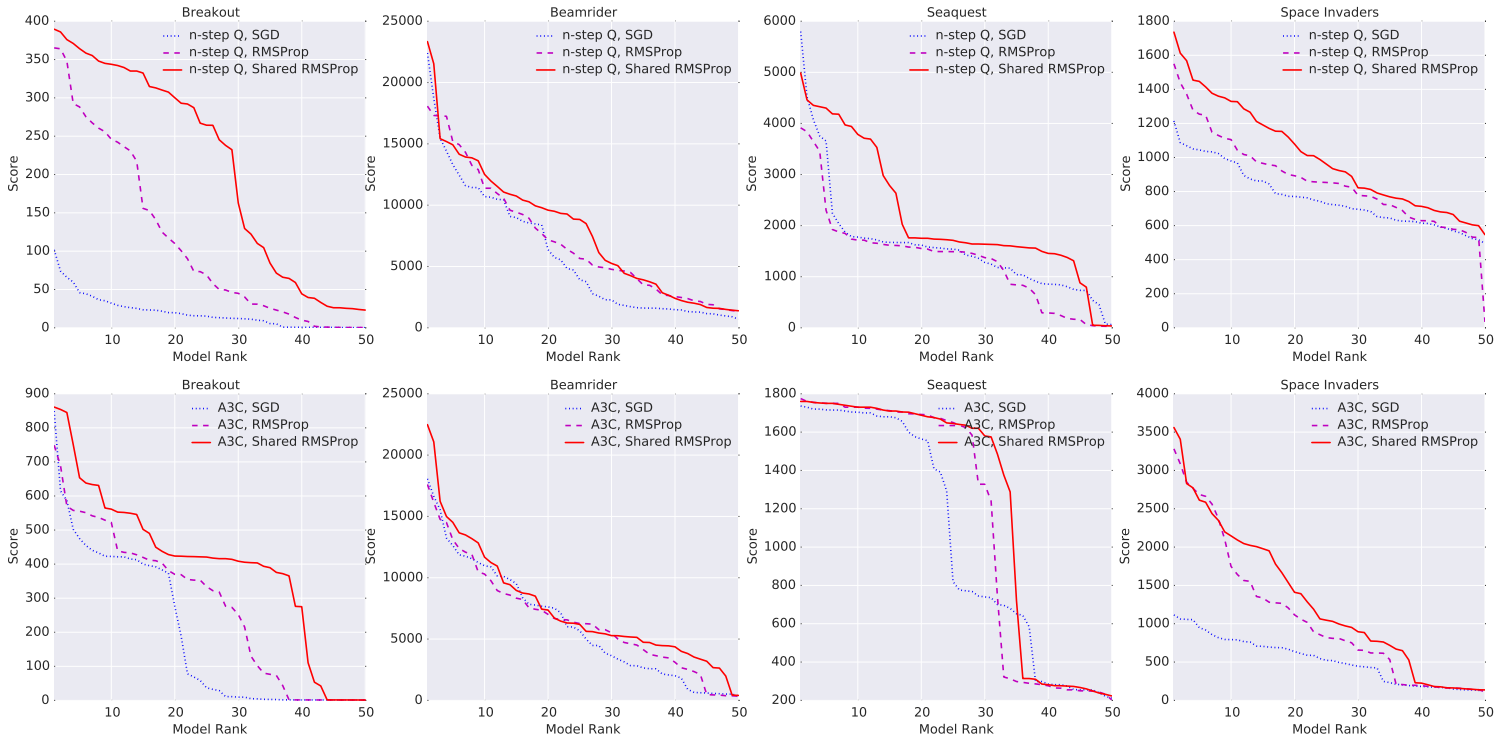 Breakout
Score
400
350
300
250
200
150
100
50
0
n-step Q, SGD
n-step Q, RMSProp
n-step Q, Shared RMSProp
10 20 30 40 50
Model Rank
Beamrider
Score
25000
20000
15000
10000
5000
0
n-step Q, SGD
n-step Q, RMSProp
n-step Q, Shared RMSProp
10 20 30 40 50
Model Rank
Seaquest
Score
6000
5000
4000
3000
2000
1000
0
n-step Q, SGD
n-step Q, RMSProp
n-step Q, Shared RMSProp
10 20 30 40 50
Model Rank
Space Invaders
Score
1800
1600
1400
1200
1000
800
600
400
200
0
n-step Q, SGD
n-step Q, RMSProp
n-step Q, Shared RMSProp
10 20 30 40 50
Model Rank
Breakout
Score
900
800
700
600
500
400
300
200
100
0
A3C, SGD
A3C, RMSProp
A3C, Shared RMSProp
10 20 30 40 50
Model Rank
Beamrider
Score
25000
20000
15000
10000
5000
0
A3C, SGD
A3C, RMSProp
A3C, Shared RMSProp
10 20 30 40 50
Model Rank
Seaquest
Score
1800
1600
1400
1200
1000
800
600
400
200
A3C, SGD
A3C, RMSProp
A3C, Shared RMSProp
10 20 30 40 50
Model Rank
Space Invaders
Score
4000
3500
3000
2500
2000
1500
1000
500
0
A3C, SGD
A3C, RMSProp
A3C, Shared RMSProp
10 20 30 40 50
Model Rank